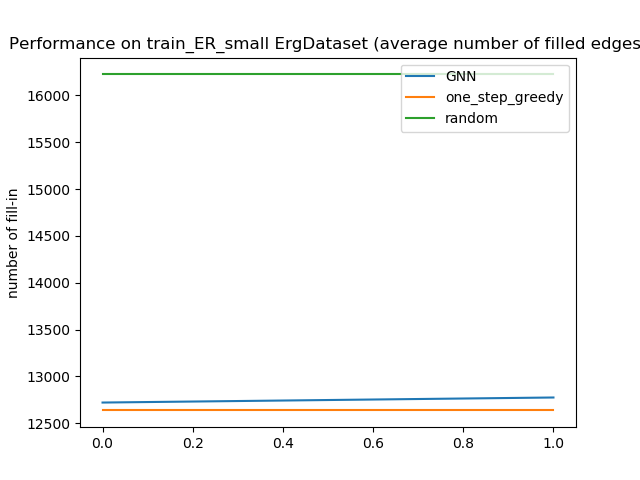 Performance on train_ER_small ErgDataset (average number of filled edges
GNN
one_step_greedy
random
number of fill-in
16000
15500
15000
14500
14000
13500
13000
12500
0.0 0.2 0.4 0.6 0.8 1.0